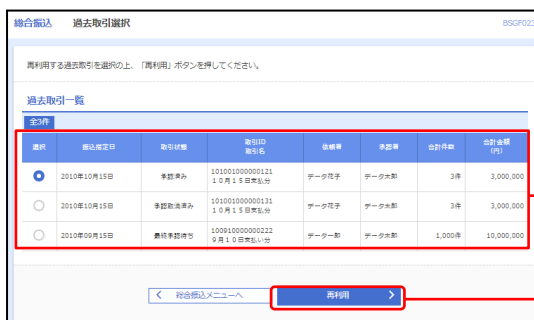 総合振込 過去取引選択 BSGF023
再利用する過去取引を選択の上、「再利用」ボタンを押してください。
過去取引一覧
全3件
選択 振込指定日 取引状態 取引ID 取引名 依頼者 承認者 合計件数 合計金額(円)
2010年10月15日 承認済み 101001000000121 10月15日支払分 データ花子 データ太郎 3件 3,000,000
2010年10月15日 承認取消済み 101001000000131 10月15日支払分 データ花子 データ太郎 3件 3,000,000
2010年09月15日 最終承認待ち 100910000000222 9月10日支払い分 データ一郎 データ太郎 1,000件 10,000,000
総合振込メニューへ 再利用